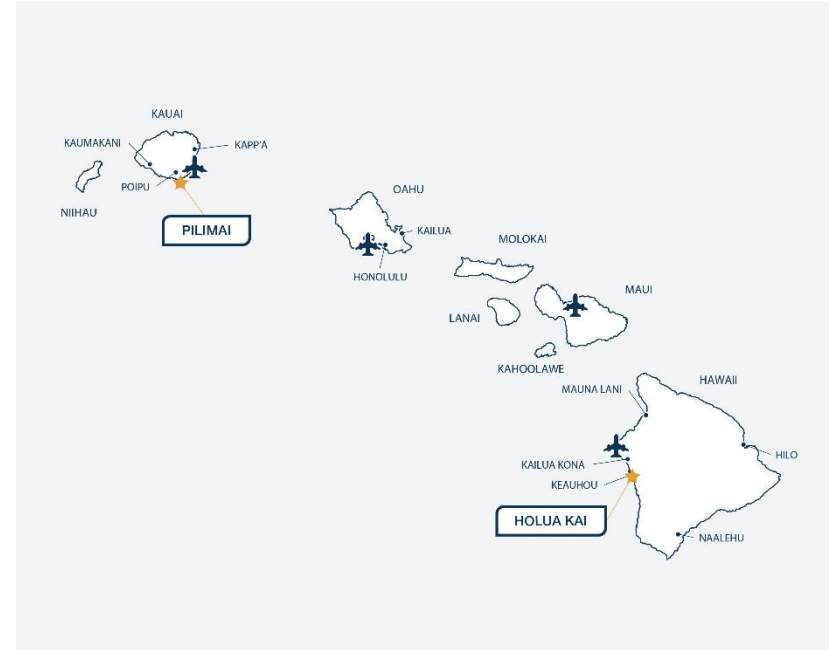 KAUAI
KAUMAKANI
KAPP'A
POIPU
NIIHAU
PILIMAI
OAHU
KAILUA
HONOLULU
MOLOKAI
MAUI
LANAI
KAHOOLAWE
HAWAII
MAUNA LANI
HILO
KAILUA KONA
KEAUHOU
HOLUA KAI
NAALEHU